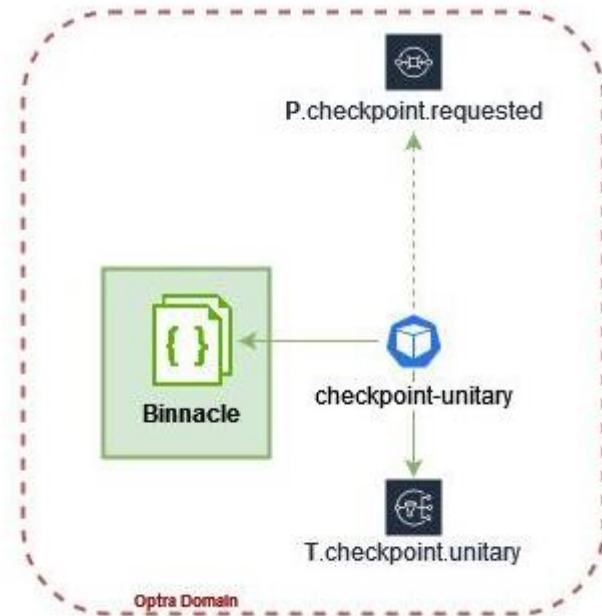 P.checkpoint.requested
{ }
Binnacle
checkpoint-unitary
T.checkpoint.unitary
Optra Domain